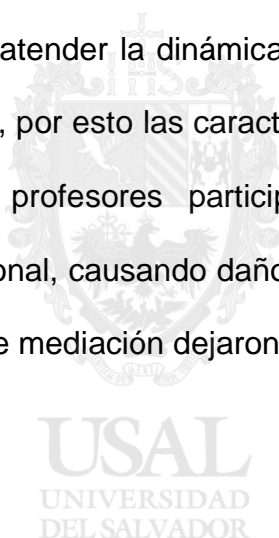 atender la dinámica
, por esto las caract
profesores particip
onal, causando daño
e mediación dejaron
USAL
UNIVERSIDAD
DEL SALVADOR